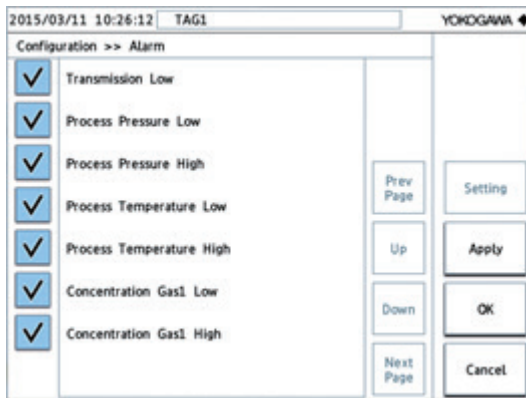 2015/03/11 10:26:12 TAG1 YOKOGAWA
Configuration >> Alarm
Transmission Low
Process Pressure Low
Process Pressure High
Process Temperature Low
Process Temperature High
Concentration Gas1 Low
Concentration Gas1 High
Prev
Page
Up
Down
Next
Page
Setting
Apply
OK
Cancel